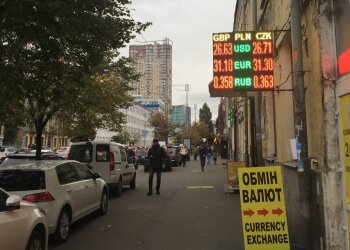 GBP PLN CZK
26.63 USD 26.71
31.10 EUR 31.30
0.358 RUB 0.363
ОБМІН
ВАЛЮТ
CURRENCY
EXCHANGE